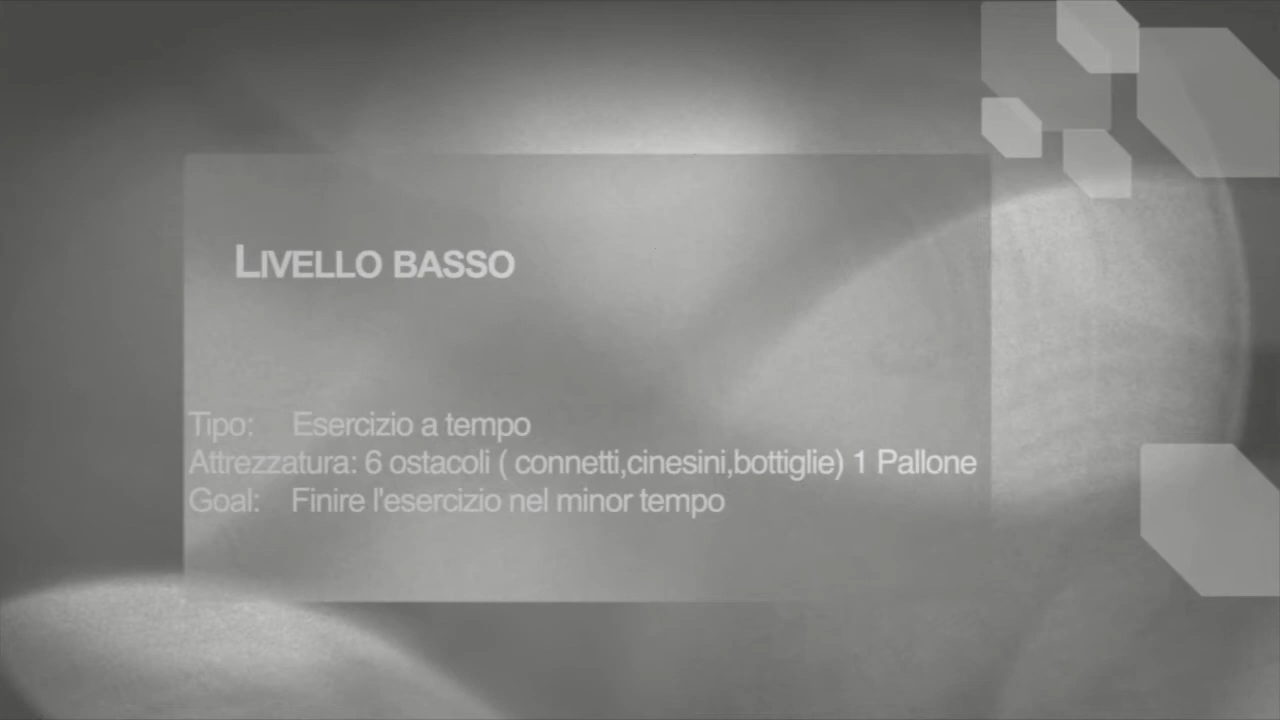 LIVELLO BASSO
Tipo: Esercizio a tempo
Attrezzatura: 6 ostacoli ( connetti,cinesini,bottiglie) 1 Pallone
Goal: Finire l'esercizio nel minor tempo